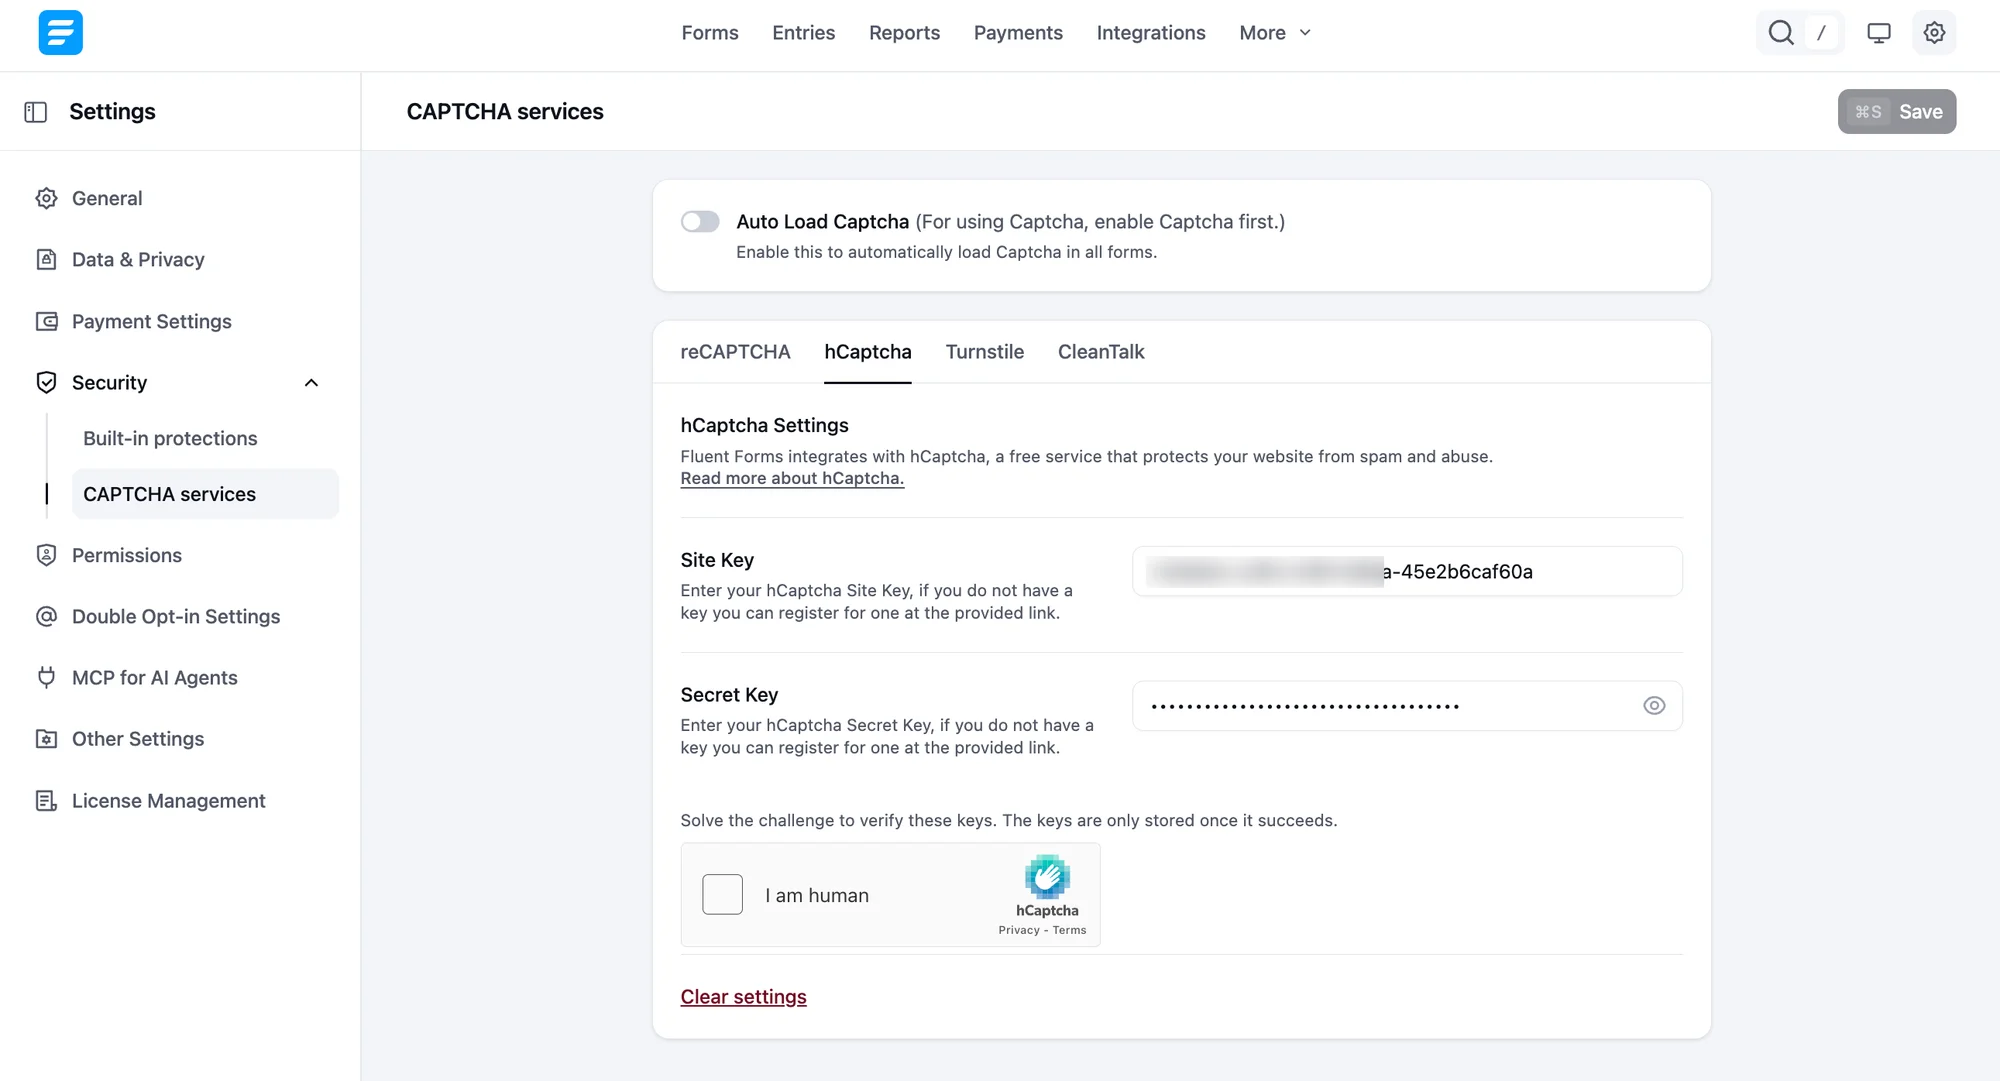 Forms Entries Reports Payments Integrations More /
Settings
CAPTCHA services
⌘S Save
General
Data & Privacy
Payment Settings
Security
Built-in protections
CAPTCHA services
Permissions
Double Opt-in Settings
MCP for AI Agents
Other Settings
License Management
Auto Load Captcha (For using Captcha, enable Captcha first.)
Enable this to automatically load Captcha in all forms.
reCAPTCHA hCaptcha Turnstile CleanTalk
hCaptcha Settings
Fluent Forms integrates with hCaptcha, a free service that protects your website from spam and abuse.
Read more about hCaptcha.
Site Key
Enter your hCaptcha Site Key, if you do not have a
key you can register for one at the provided link.
a-45e2b6caf60a
Secret Key
Enter your hCaptcha Secret Key, if you do not have a
key you can register for one at the provided link.
Solve the challenge to verify these keys. The keys are only stored once it succeeds.
I am human
hCaptcha
Privacy - Terms
Clear settings